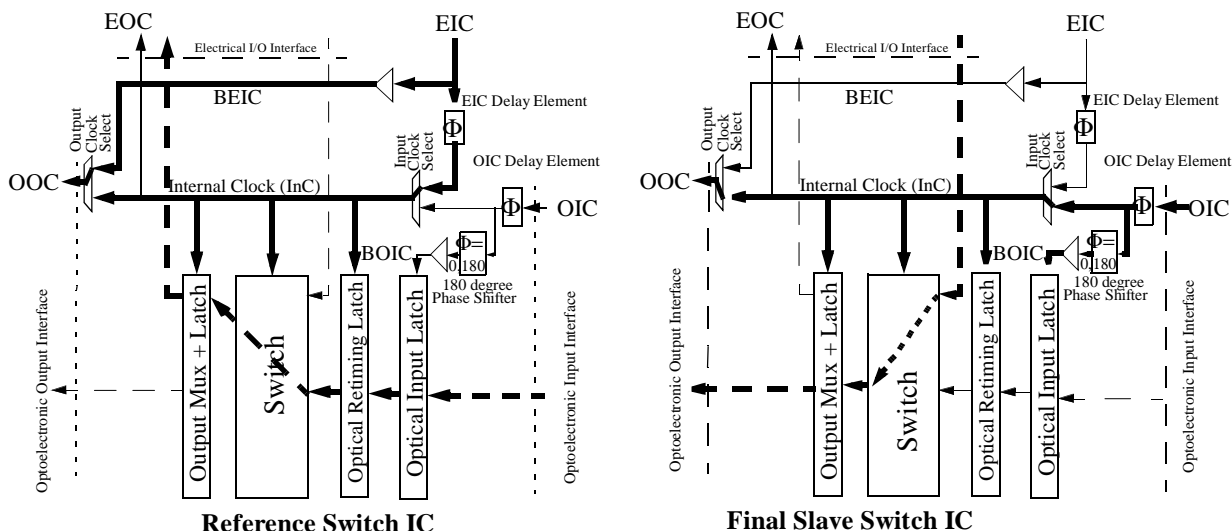 EOC
EIC
Electrical I/O Interface
BEIC
EIC Delay Element
Φ
Output
Clock
Select
Input
Clock
Select
OIC Delay Element
OOC
Internal Clock (InC)
Φ
OIC
BOIC
Φ=
0,180
180 degree
Phase Shifter
Optoelectronic Output Interface
Output Mux + Latch
Switch
Optical Retiming Latch
Optical Input Latch
Optoelectronic Input Interface
Reference Switch IC
EOC
EIC
Electrical I/O Interface
BEIC
EIC Delay Element
Φ
Output
Clock
Select
Input
Clock
Select
OIC Delay Element
OOC
Internal Clock (InC)
Φ
OIC
BOIC
Φ=
0,180
180 degree
Phase Shifter
Optoelectronic Output Interface
Output Mux + Latch
Switch
Optical Retiming Latch
Optical Input Latch
Optoelectronic Input Interface
Final Slave Switch IC